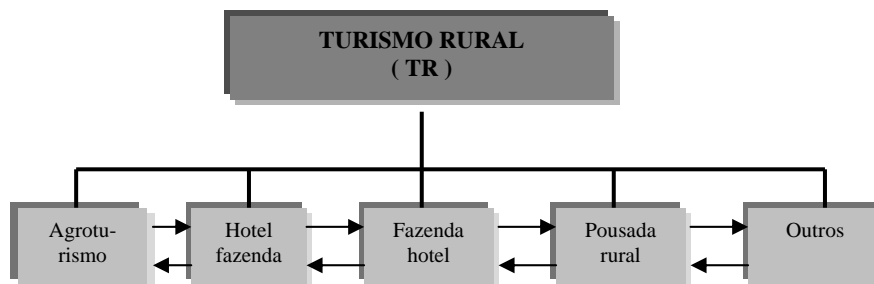 TURISMO RURAL
( TR )
Agrotu-
rismo
Hotel
fazenda
Fazenda
hotel
Pousada
rural
Outros